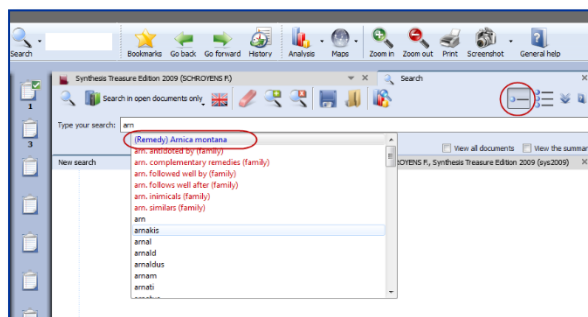 Search
Bookmarks Go back Go forward History Analysis Maps Zoom in Zoom out Print Screenshot General help
Synthesis Treasure Edition 2009 (SCHROYENS F.)
Search
Search in open documents only
Type your search: arn
(Remedy) Arnica montana
arn. antidoted by (family)
arn. complementary remedies (family)
arn. followed well by (family)
arn. follows well after (family)
arn. inimicals (family)
arn. similars (family)
arn
arnakis
arnal
arnald
arnaldus
arnam
arnati
View all documents View the summar
New search
ROYENS F., Synthesis Treasure Edition 2009 (sys2009)
1
3